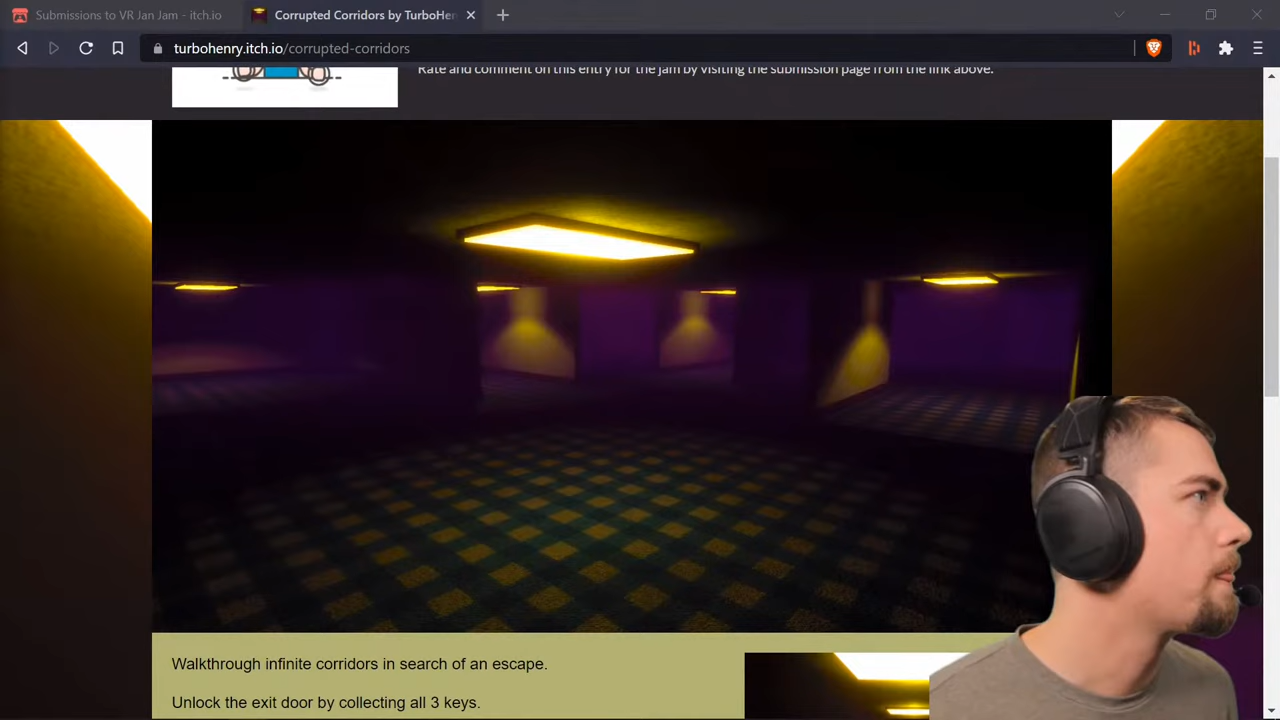 Submissions to VR Jan Jam - itch.io
Corrupted Corridors by TurboHen
turbohenry.itch.io/corrupted-corridors
Rate and comment on this entry for the jam by visiting the submission page from the link above.
Walkthrough infinite corridors in search of an escape.
Unlock the exit door by collecting all 3 keys.